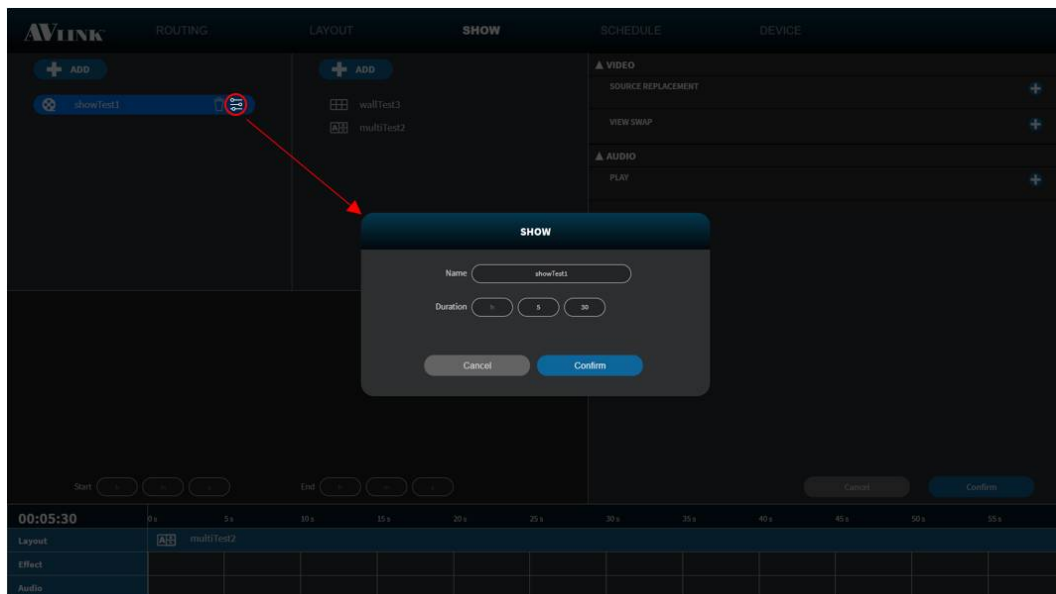 AVLINK
ROUTING LAYOUT SHOW SCHEDULE DEVICE
ADD
showTest1
ADD
wallTest3
multiTest2
VIDEO
SOURCE REPLACEMENT
VIEW SWAP
AUDIO
PLAY
SHOW
Name showTest1
Duration h 5 30
Cancel Confirm
Start h m s End h m s
Cancel Confirm
00:05:30 0 s 5 s 10 s 15 s 20 s 25 s 30 s 35 s 40 s 45 s 50 s 55 s
Layout multiTest2
Effect
Audio